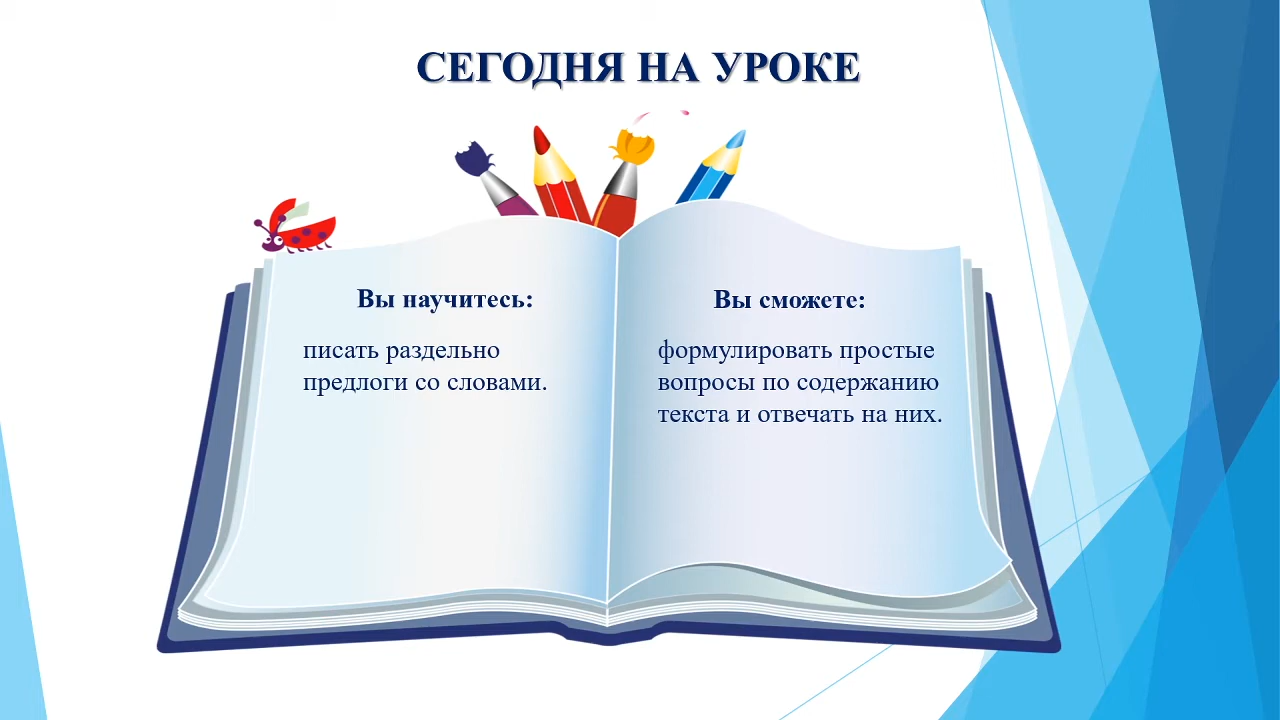 СЕГОДНЯ НА УРОКЕ
Вы научитесь:
писать раздельно
предлоги со словами.
Вы сможете:
формулировать простые
вопросы по содержанию
текста и отвечать на них.